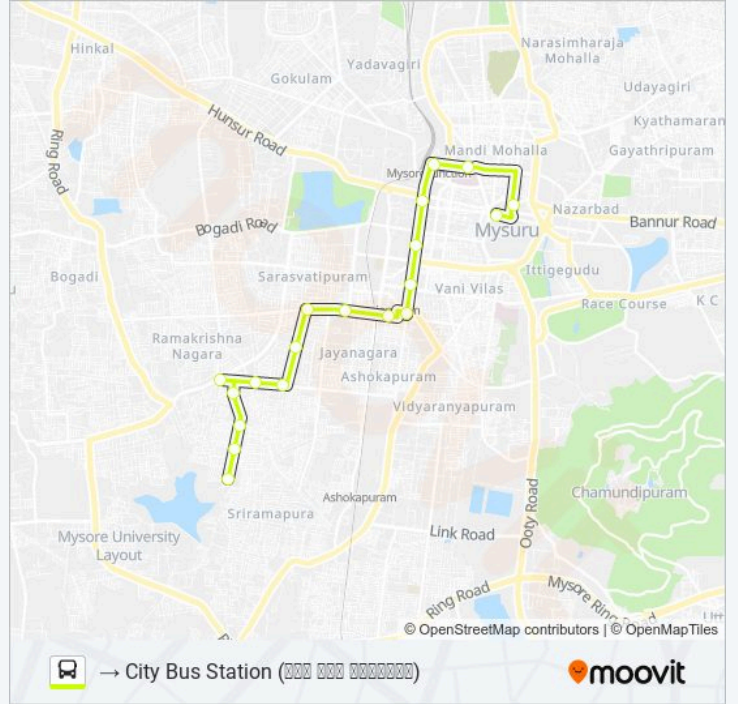 Hinkal
Yadavagiri
Narasimharaja
Mohalla
Gokulam
Udayagiri
Kyathamaran
Hunsur Road
Ring Road
Mandi Mohalla
Gayathripuram
Bogadi Road
Nazarbad
Bannur Road
Mysuru
Bogadi
Sarasvatipuram
Ittigegudu
Vani Vilas
Race Course
K C
Ramakrishna
Nagara
Jayanagara
Ashokapuram
Vidyaranyapuram
Ashokapuram
Chamundipuram
Sriramapura
Ooty Road
Link Road
Mysore University
Layout
Ring Road
Mysore Ring Road
© OpenStreetMap contributors | © OpenMapTiles
→ City Bus Station
moovit